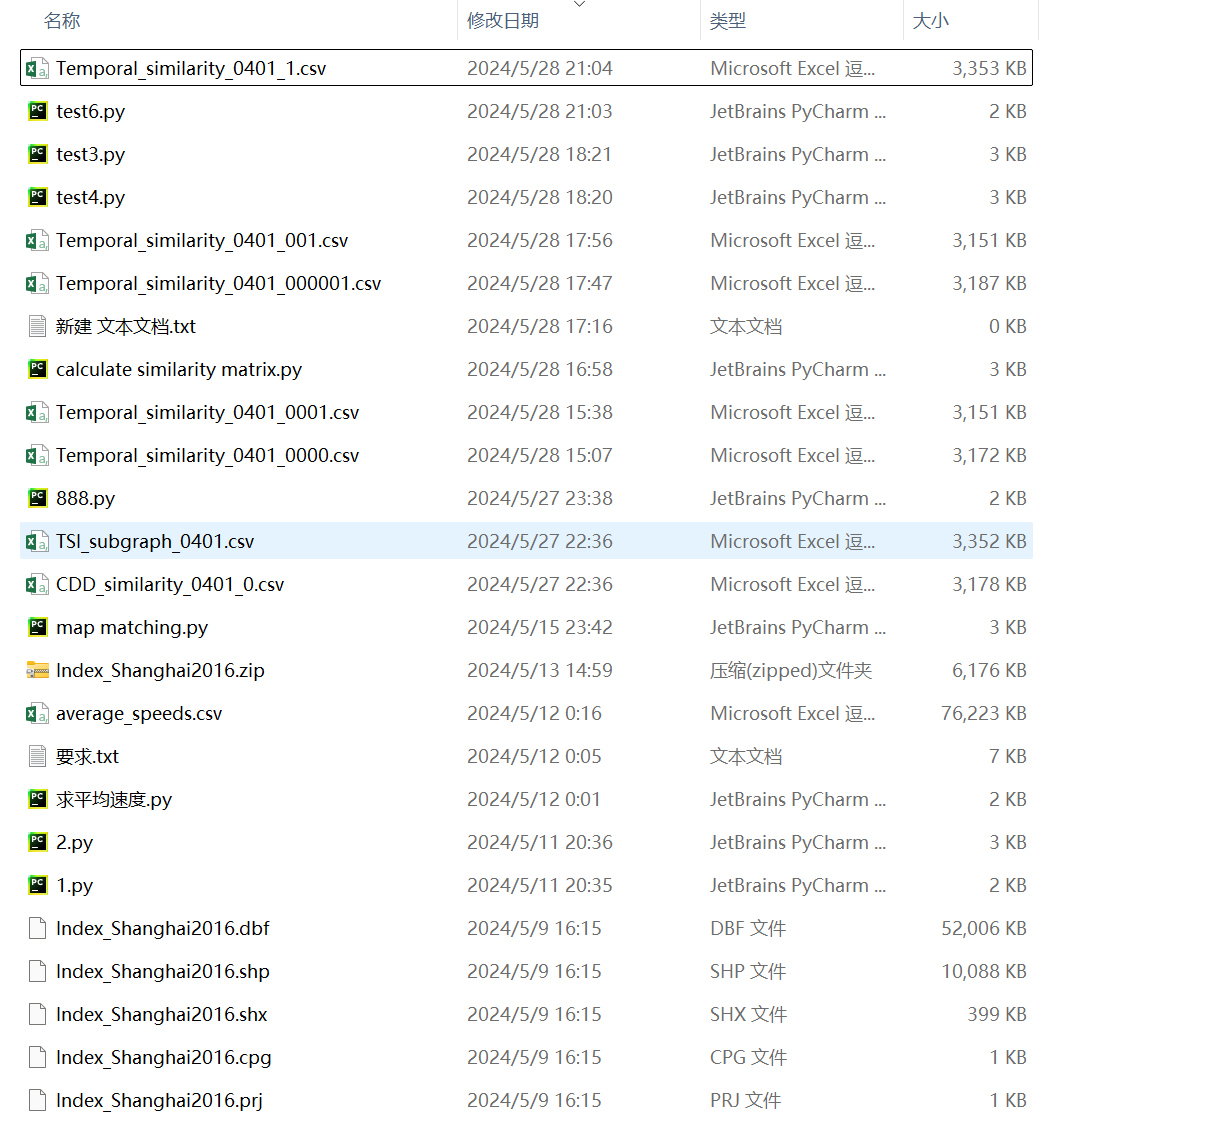 名称 修改日期 类型 大小
Temporal_similarity_0401_1.csv 2024/5/28 21:04 Microsoft Excel 逗... 3,353 KB
test6.py 2024/5/28 21:03 JetBrains PyCharm ... 2 KB
test3.py 2024/5/28 18:21 JetBrains PyCharm ... 3 KB
test4.py 2024/5/28 18:20 JetBrains PyCharm ... 3 KB
Temporal_similarity_0401_001.csv 2024/5/28 17:56 Microsoft Excel 逗... 3,151 KB
Temporal_similarity_0401_000001.csv 2024/5/28 17:47 Microsoft Excel 逗... 3,187 KB
新建 文本文档.txt 2024/5/28 17:16 文本文档 0 KB
calculate similarity matrix.py 2024/5/28 16:58 JetBrains PyCharm ... 3 KB
Temporal_similarity_0401_0001.csv 2024/5/28 15:38 Microsoft Excel 逗... 3,151 KB
Temporal_similarity_0401_0000.csv 2024/5/28 15:07 Microsoft Excel 逗... 3,172 KB
888.py 2024/5/27 23:38 JetBrains PyCharm ... 2 KB
TSI_subgraph_0401.csv 2024/5/27 22:36 Microsoft Excel 逗... 3,352 KB
CDD_similarity_0401_0.csv 2024/5/27 22:36 Microsoft Excel 逗... 3,178 KB
map matching.py 2024/5/15 23:42 JetBrains PyCharm ... 3 KB
Index_Shanghai2016.zip 2024/5/13 14:59 压缩(zipped)文件夹 6,176 KB
average_speeds.csv 2024/5/12 0:16 Microsoft Excel 逗... 76,223 KB
要求.txt 2024/5/12 0:05 文本文档 7 KB
求平均速度.py 2024/5/12 0:01 JetBrains PyCharm ... 2 KB
2.py 2024/5/11 20:36 JetBrains PyCharm ... 3 KB
1.py 2024/5/11 20:35 JetBrains PyCharm ... 2 KB
Index_Shanghai2016.dbf 2024/5/9 16:15 DBF 文件 52,006 KB
Index_Shanghai2016.shp 2024/5/9 16:15 SHP 文件 10,088 KB
Index_Shanghai2016.shx 2024/5/9 16:15 SHX 文件 399 KB
Index_Shanghai2016.cpg 2024/5/9 16:15 CPG 文件 1 KB
Index_Shanghai2016.prj 2024/5/9 16:15 PRJ 文件 1 KB